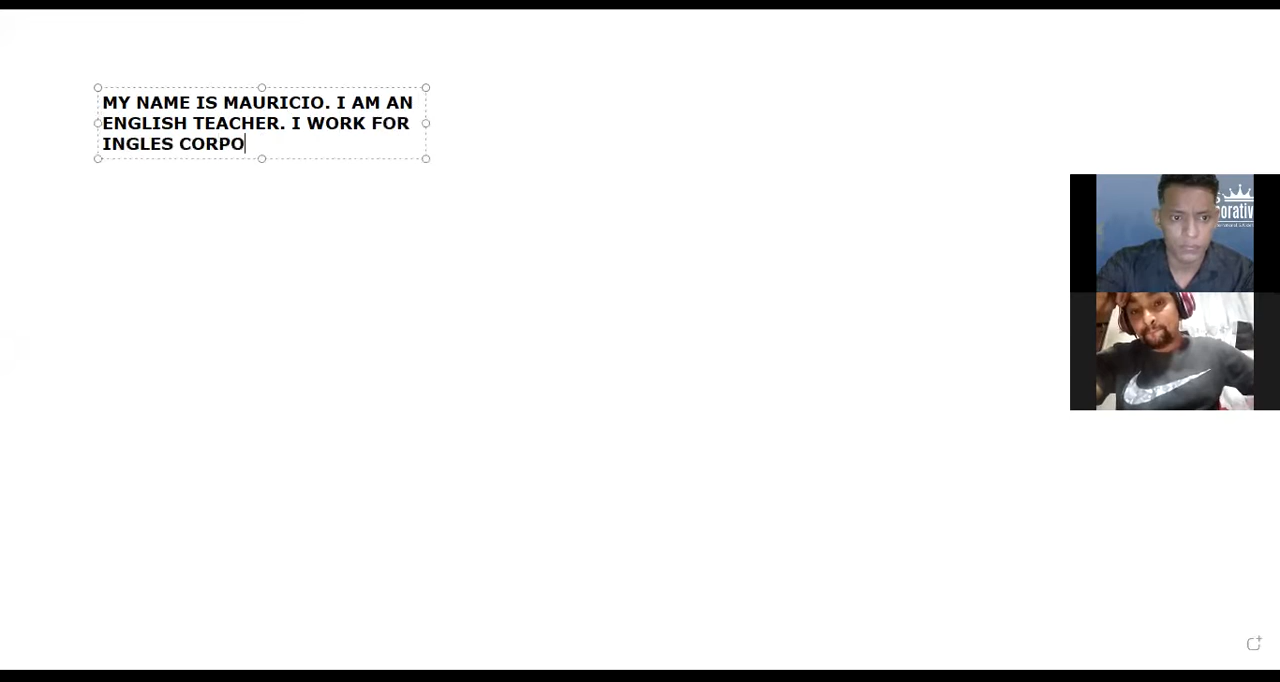 MY NAME IS MAURICIO. I AM AN
ENGLISH TEACHER. I WORK FOR
INGLES CORPO